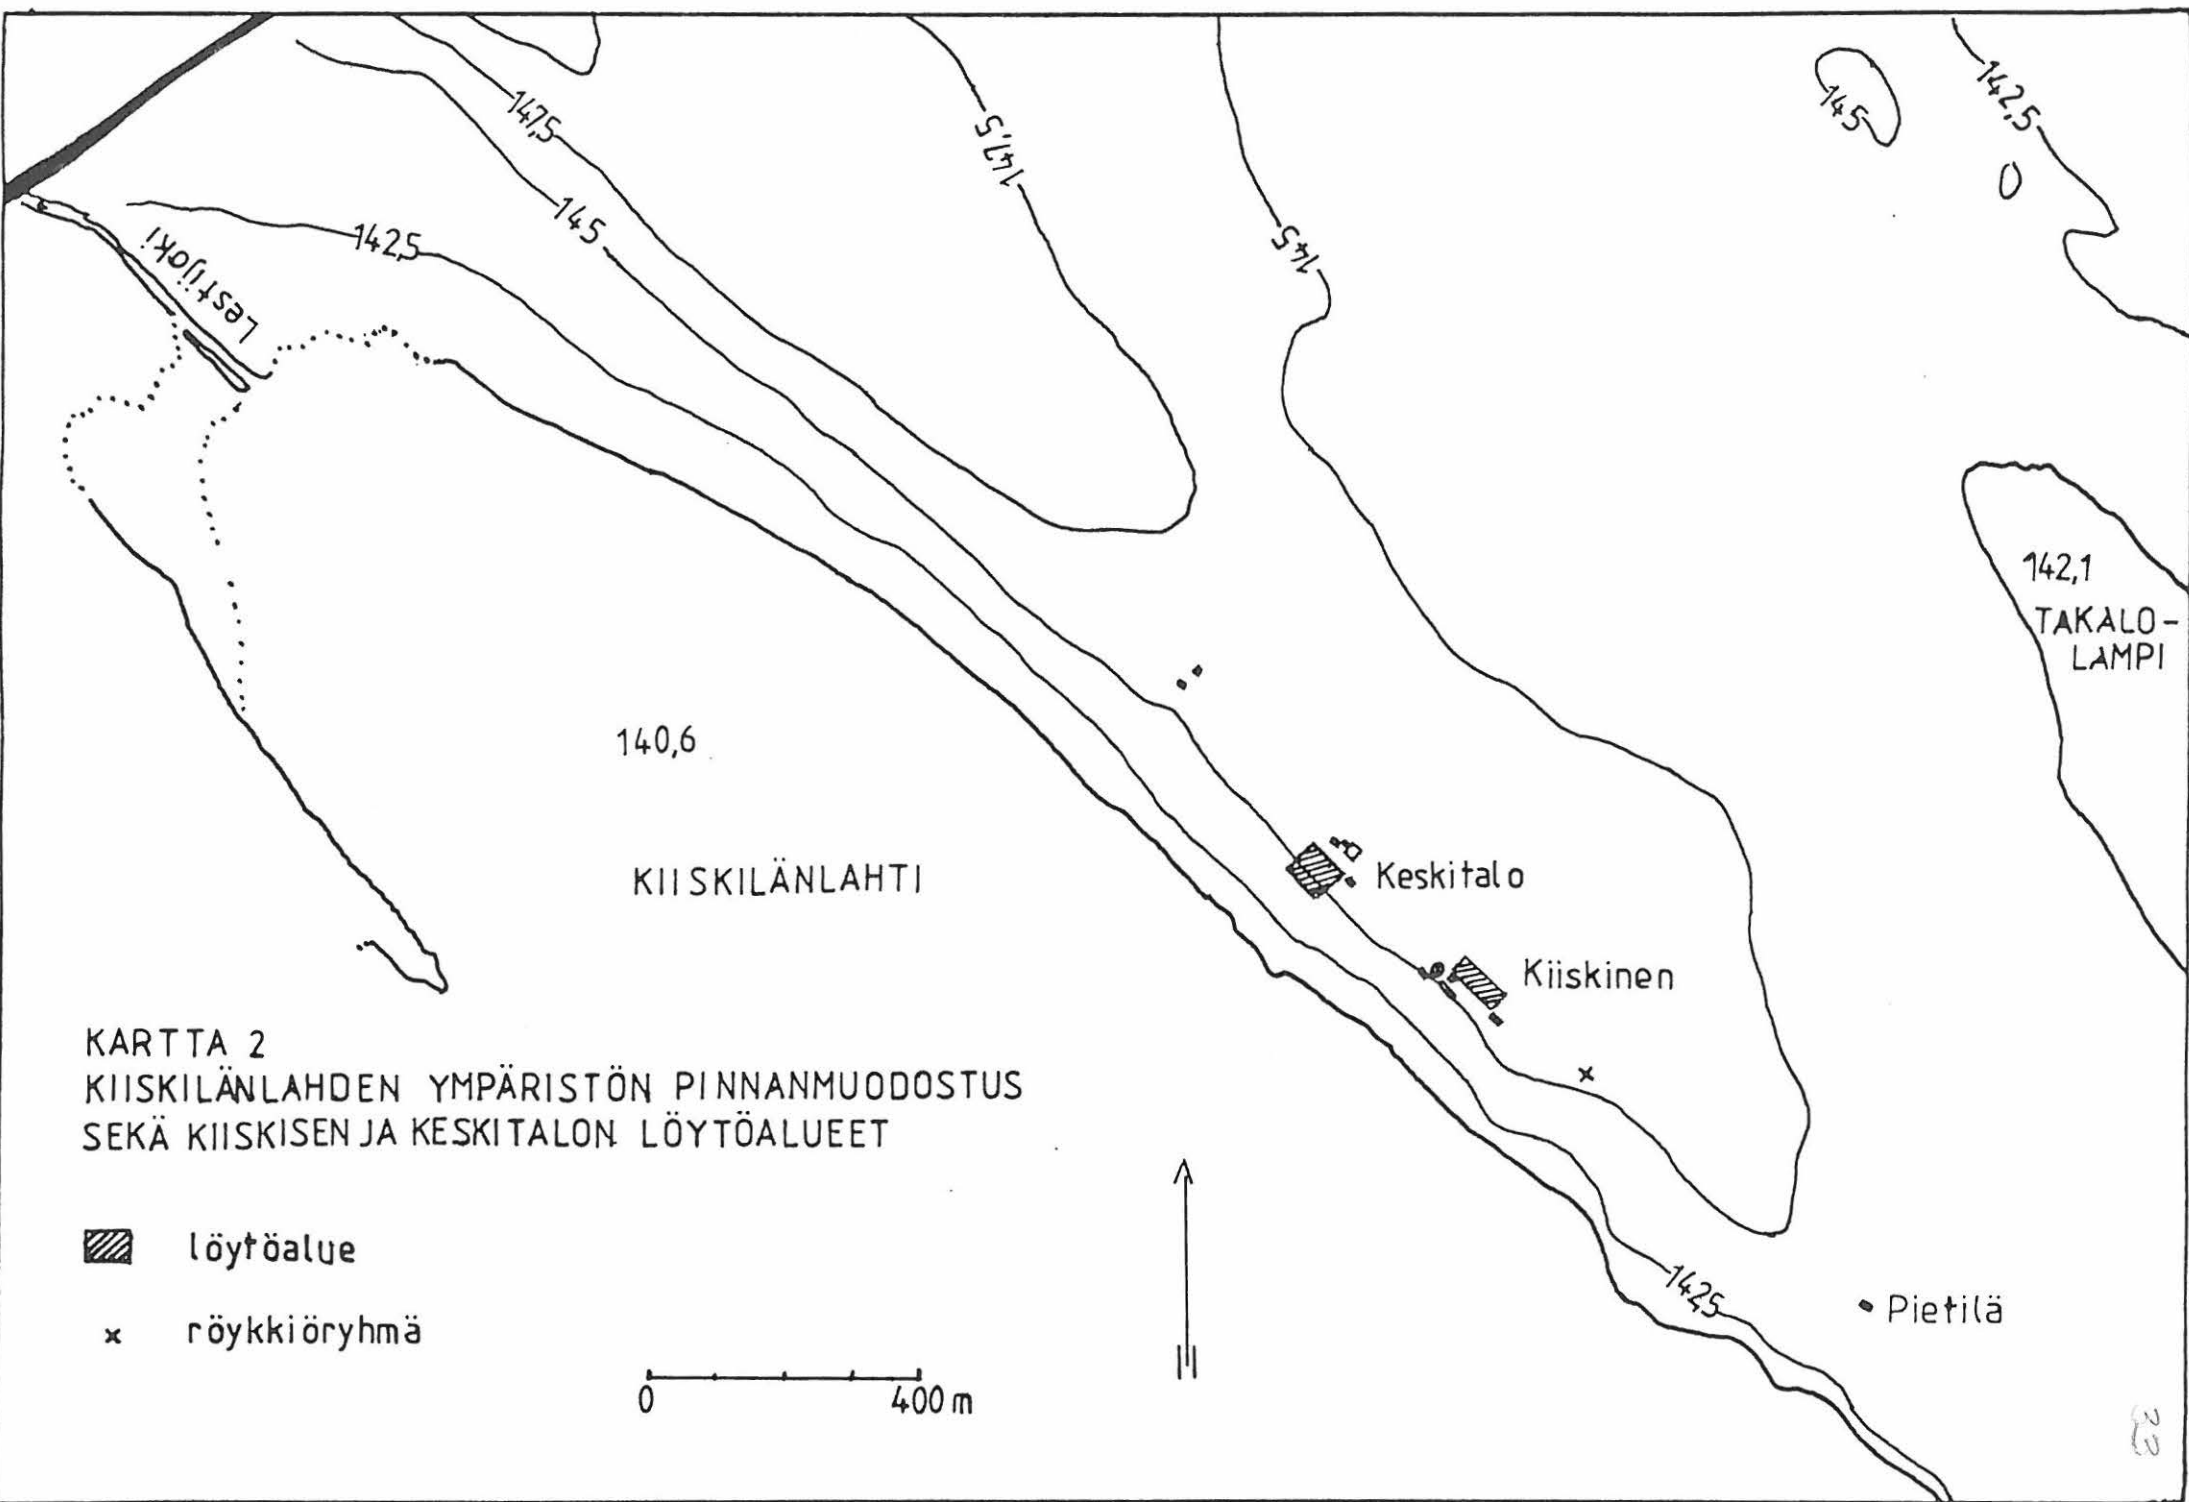 147,5
147,5
145
142,5
145
142,5
145
Lestijoki
142,1
TAKALO-
LAMPI
140,6
KIISKILÄNLAHTI
Keskitalo
Kiiskinen
KARTTA 2
KIISKILÄNLAHDEN YMPÄRISTÖN PINNANMUODOSTUS
SEKÄ KIISKISEN JA KESKITALON LÖYTÖALUEET
löytöalue
röykkiöryhmä
0 400 m
142,5
Pietilä
33